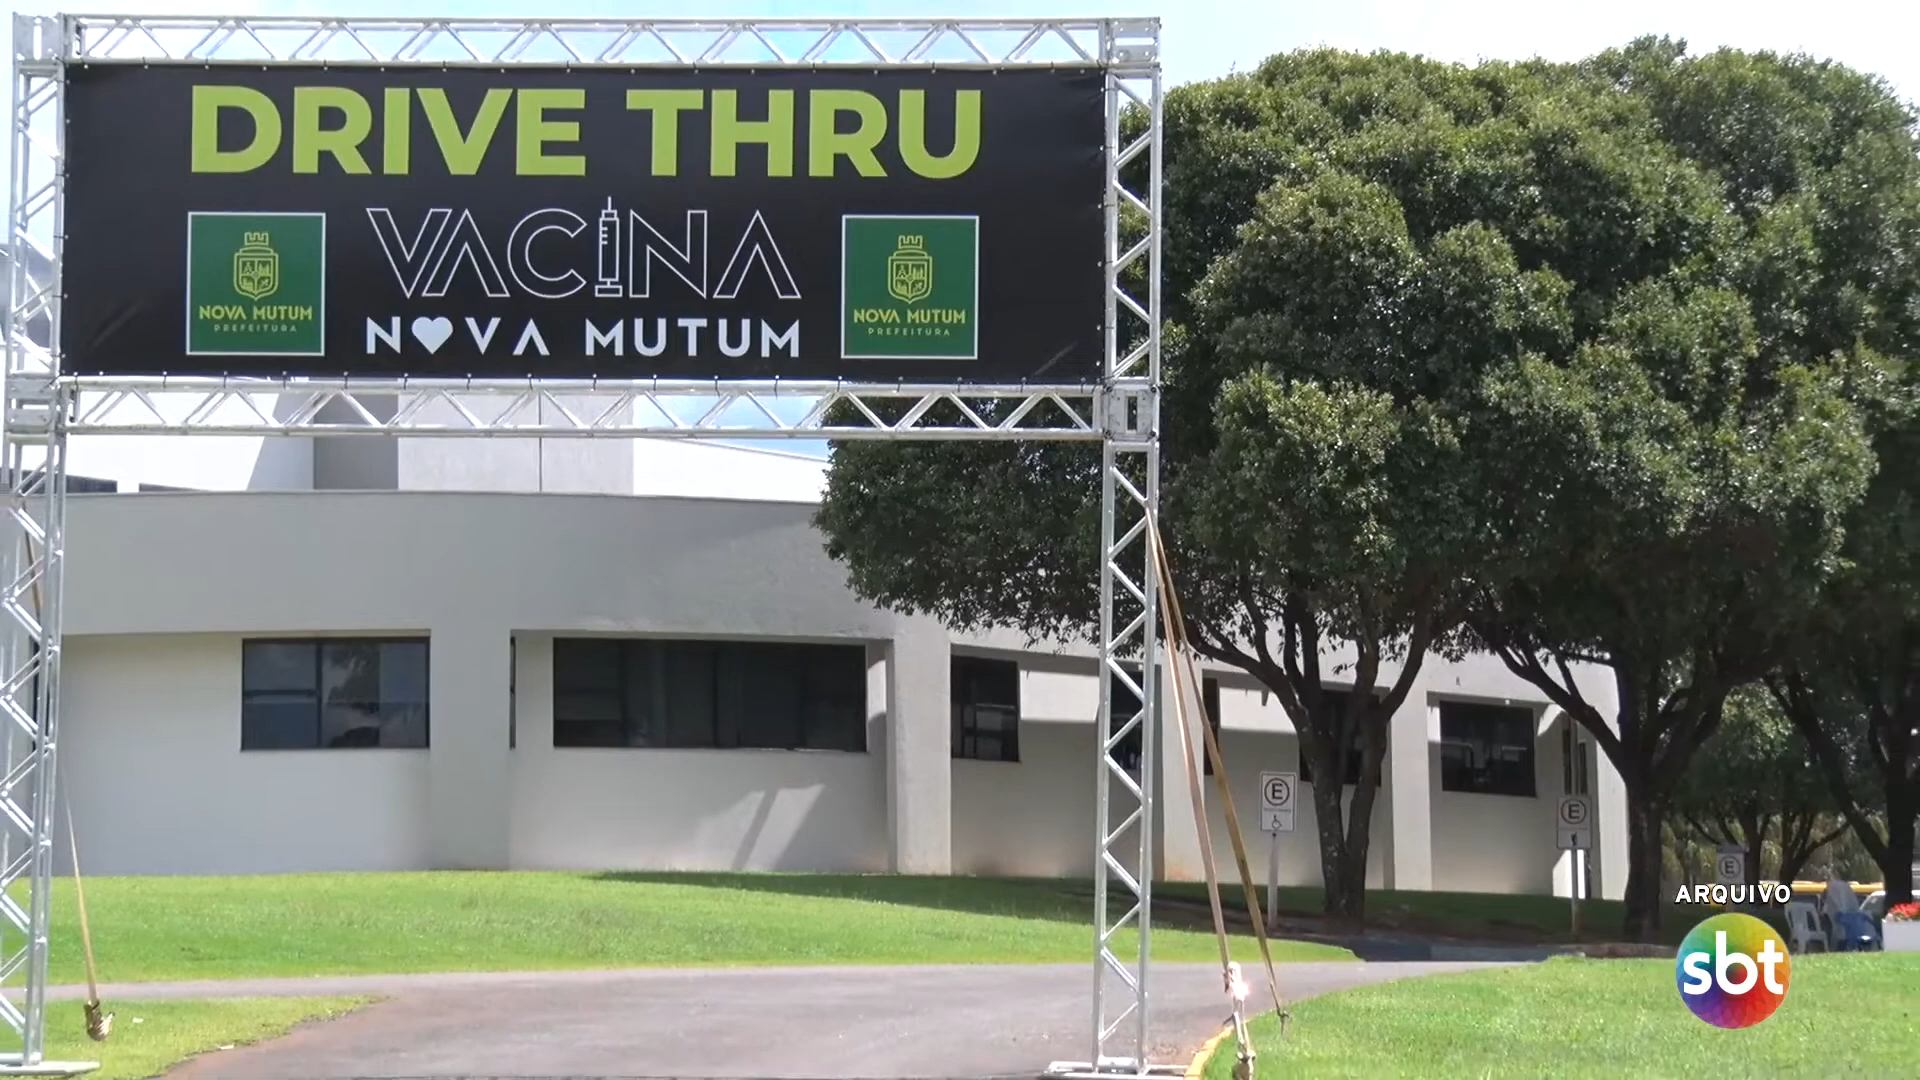 DRIVE THRU
VACINA
NOVA MUTUM
NOVA MUTUM
PREFEITURA
NOVA MUTUM
PREFEITURA
E
E
E
ARQUIVO
sbt